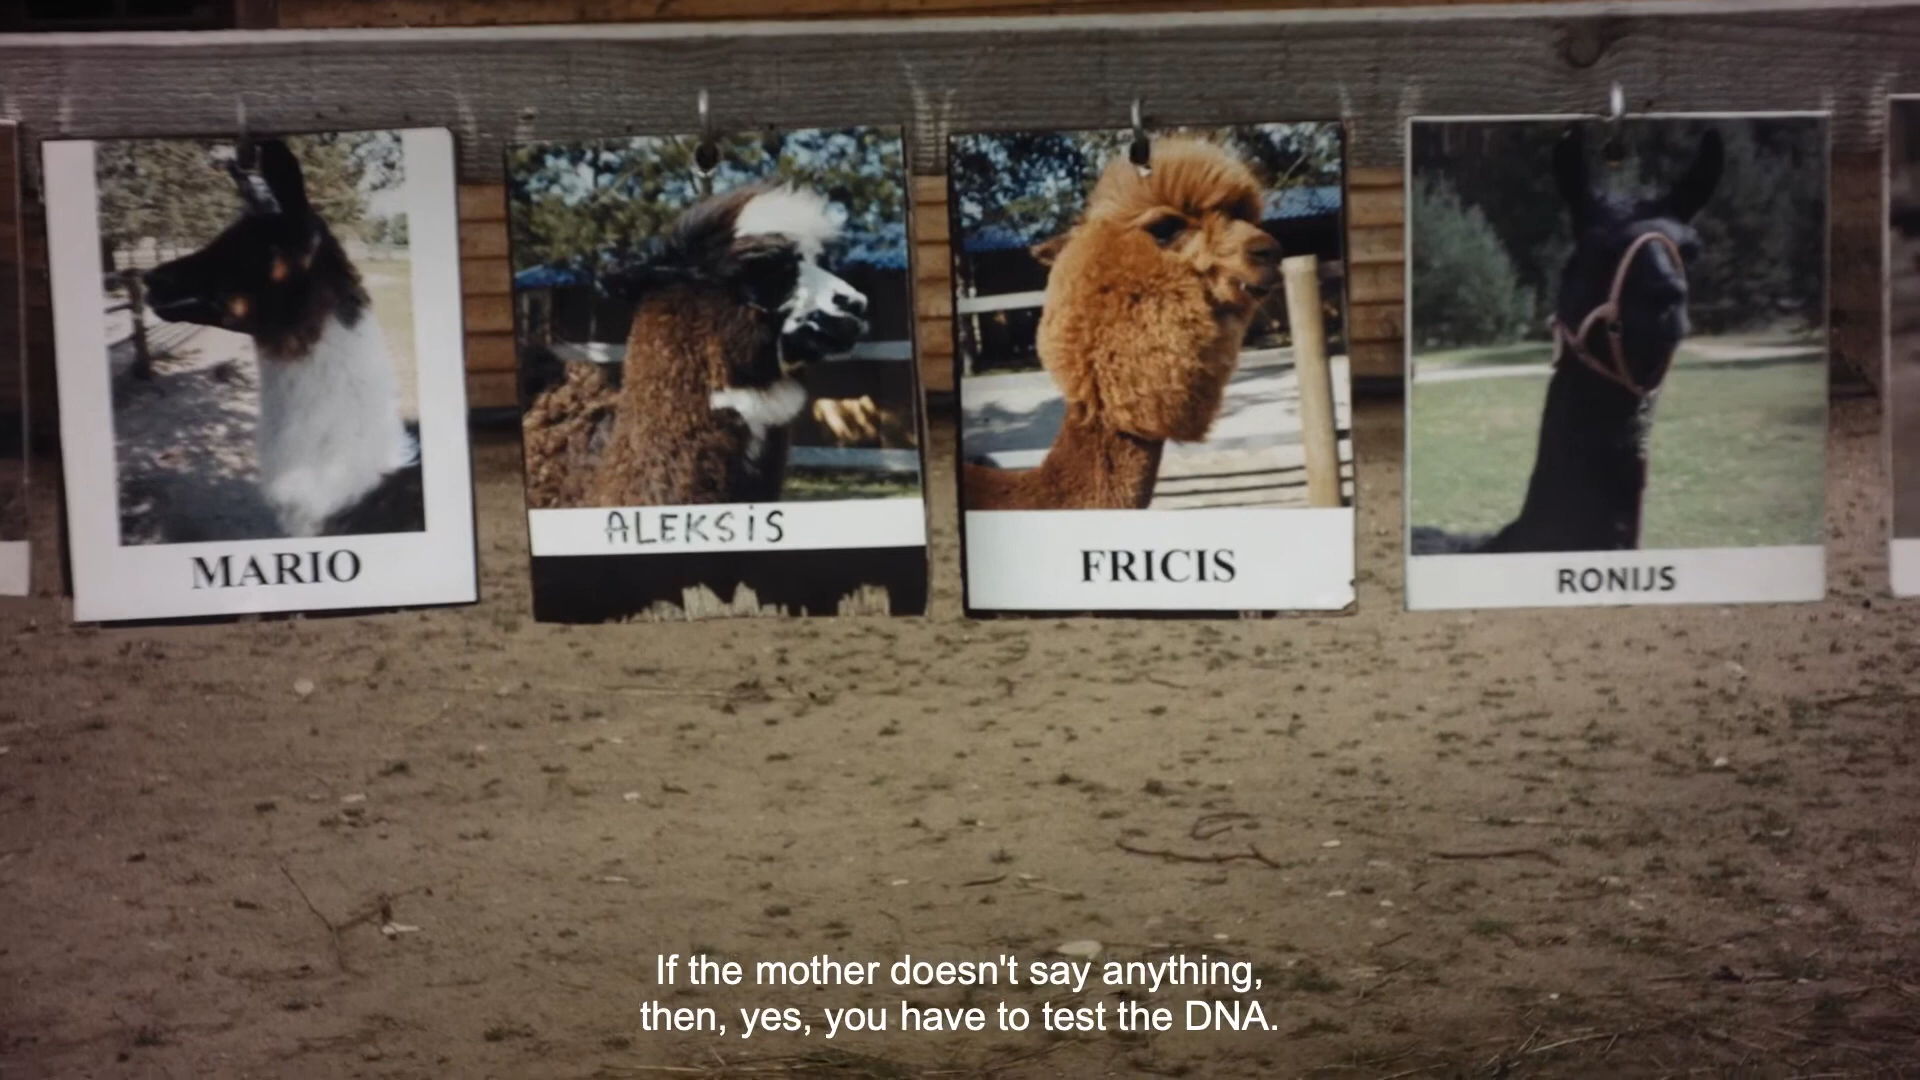 MARIO
ALEKSiS
FRICIS
RONIJS
If the mother doesn't say anything,
then, yes, you have to test the DNA.